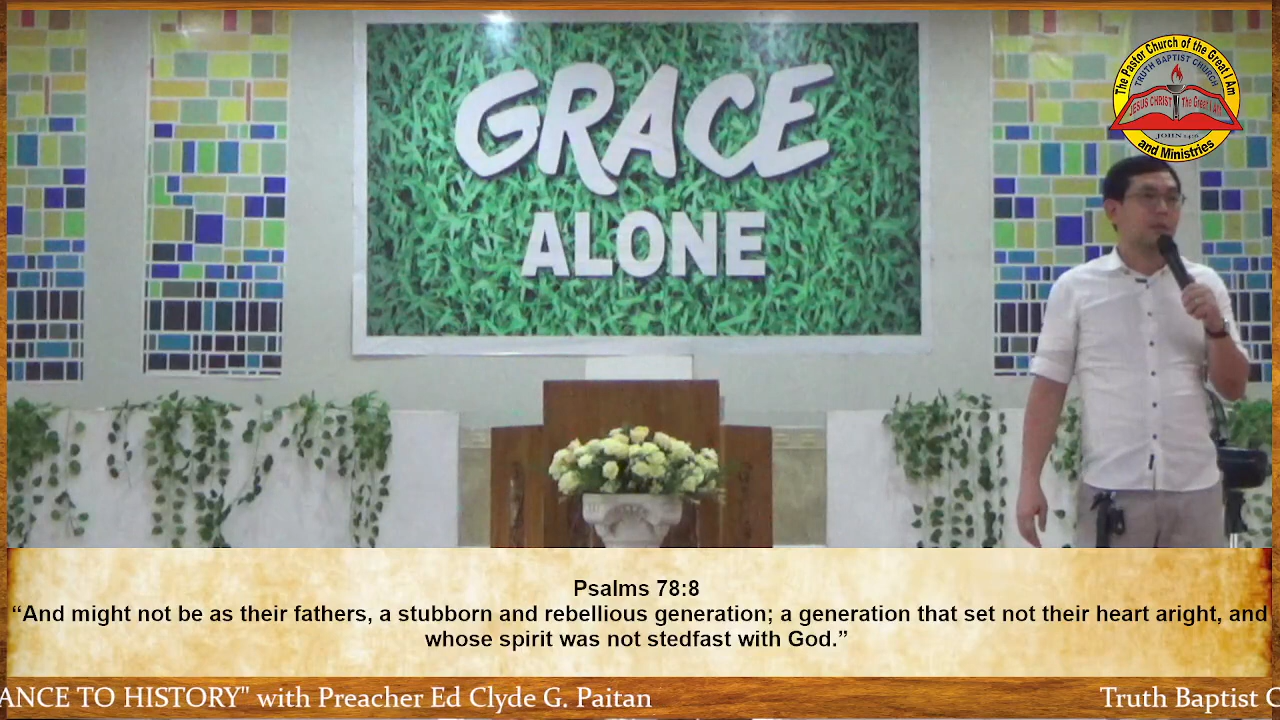 GRACE
ALONE
The Pastor Church of the Great I Am
TRUTH BAPTIST CHURCH
JESUS CHRIST The Great I AM
JOHN 14:6
and Ministries
Psalms 78:8
“And might not be as their fathers, a stubborn and rebellious generation; a generation that set not their heart aright, and
whose spirit was not stedfast with God.”
ANCE TO HISTORY" with Preacher Ed Clyde G. Paitan
Truth Baptist C